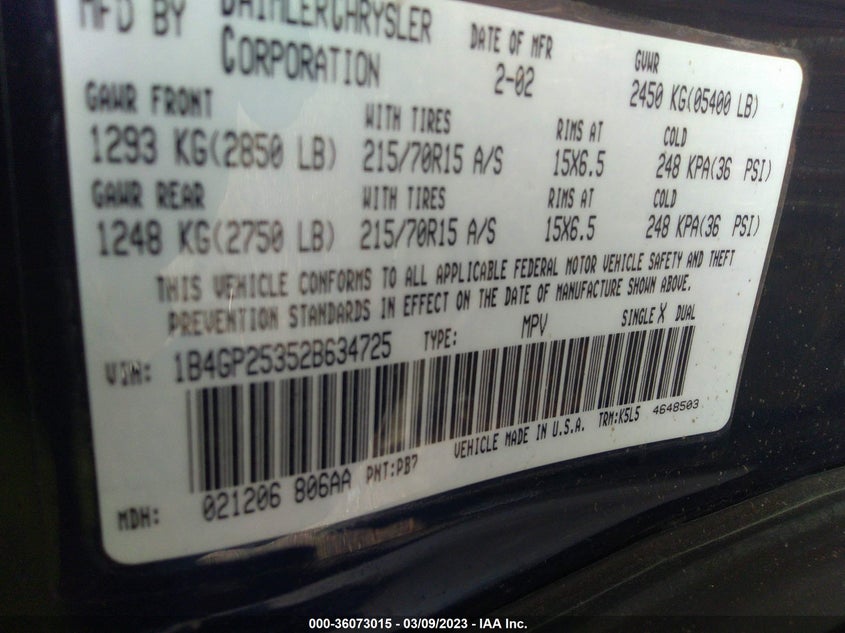 MFD BY DAIMLERCHRYSLER CORPORATION
DATE OF MFR 2-02
GVWR 2450 KG(05400 LB)
GAWR FRONT WITH TIRES RIMS AT COLD
1293 KG(2850 LB) 215/70R15 A/S 15X6.5 248 KPA(36 PSI)
GAWR REAR WITH TIRES RIMS AT COLD
1248 KG(2750 LB) 215/70R15 A/S 15X6.5 248 KPA(36 PSI)
THIS VEHICLE CONFORMS TO ALL APPLICABLE FEDERAL MOTOR VEHICLE SAFETY AND THEFT
PREVENTION STANDARDS IN EFFECT ON THE DATE OF MANUFACTURE SHOWN ABOVE.
VIN: 1B4GP25352B634725 TYPE: MPV SINGLE X DUAL
MDH: 021206 806AA PNT:PB7 VEHICLE MADE IN U.S.A. TRM:K5L5 4648503
000-36073015 — 03/09/2023 — IAA Inc.